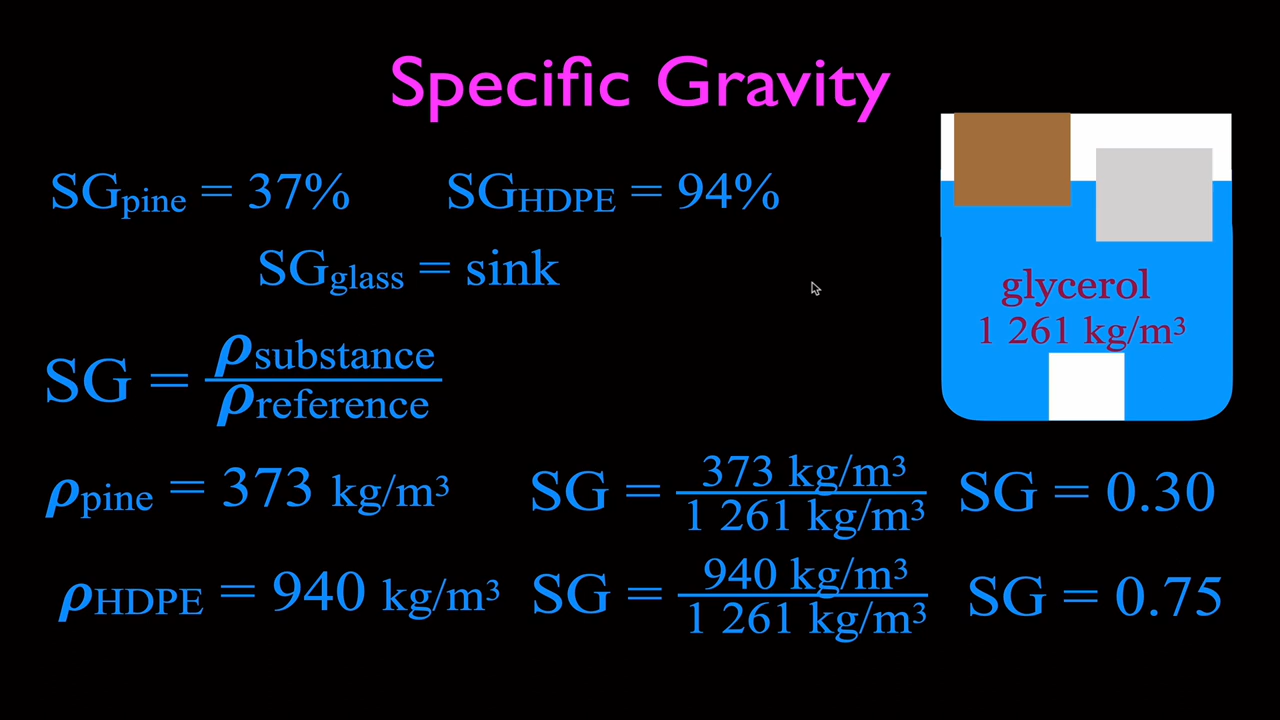 Specific Gravity
SGpine = 37% SGHDPE = 94%
SGglass = sink
glycerol
1 261 kg/m³
SG = ρsubstance / ρreference
ρpine = 373 kg/m³ SG = 373 kg/m³ / 1 261 kg/m³ SG = 0.30
ρHDPE = 940 kg/m³ SG = 940 kg/m³ / 1 261 kg/m³ SG = 0.75